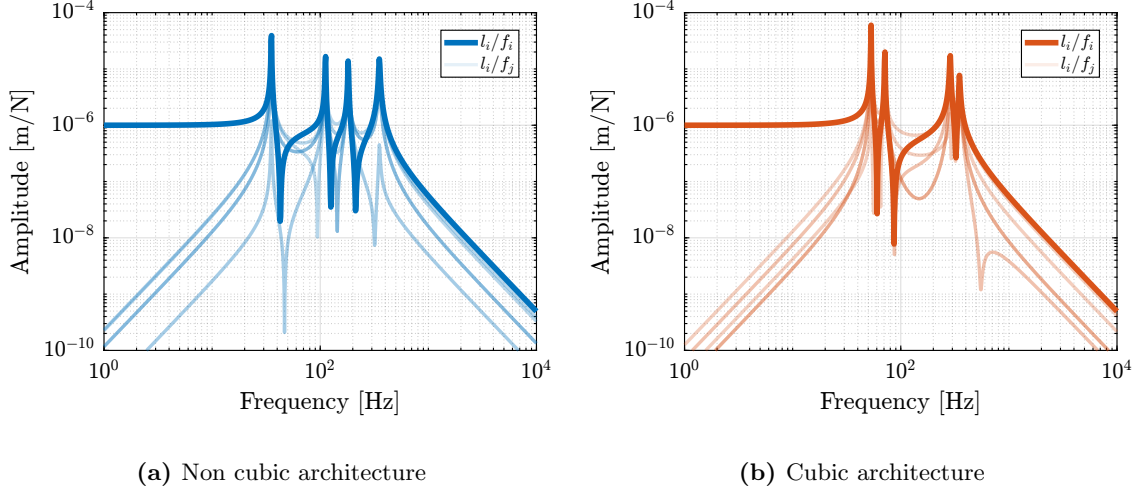 10^{-4}
10^{-6}
10^{-8}
10^{-10}
Amplitude [m/N]
10^0
10^2
10^4
Frequency [Hz]
l_i/f_i
l_i/f_j
(a) Non cubic architecture
10^{-4}
10^{-6}
10^{-8}
10^{-10}
Amplitude [m/N]
10^0
10^2
10^4
Frequency [Hz]
l_i/f_i
l_i/f_j
(b) Cubic architecture